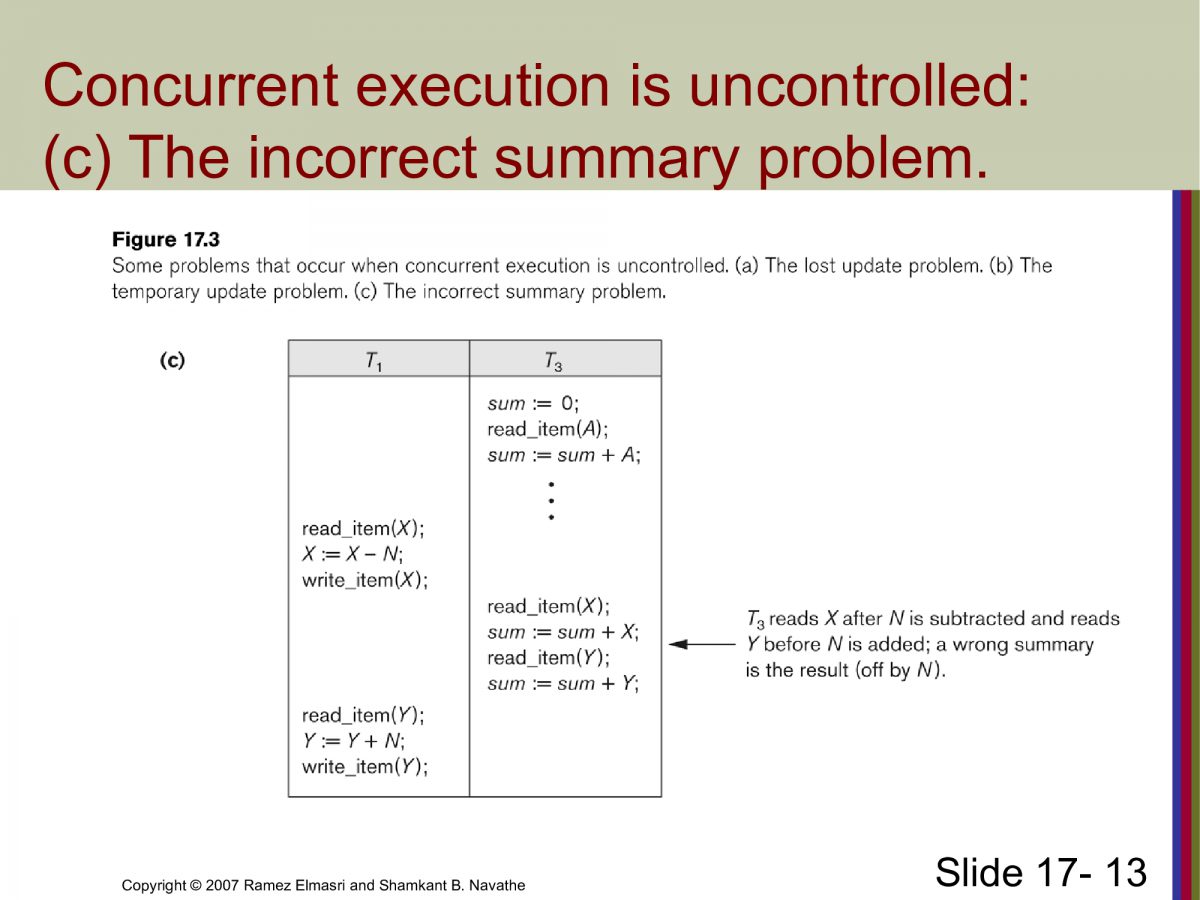 Concurrent execution is uncontrolled:
(c) The incorrect summary problem.
Figure 17.3
Some problems that occur when concurrent execution is uncontrolled. (a) The lost update problem. (b) The
temporary update problem. (c) The incorrect summary problem.
(c)
T1
T3
sum := 0;
read_item(A);
sum := sum + A;
read_item(X);
X := X – N;
write_item(X);
read_item(X);
sum := sum + X;
read_item(Y);
sum := sum + Y;
T3 reads X after N is subtracted and reads
Y before N is added; a wrong summary
is the result (off by N).
read_item(Y);
Y := Y + N;
write_item(Y);
Copyright © 2007 Ramez Elmasri and Shamkant B. Navathe
Slide 17- 13